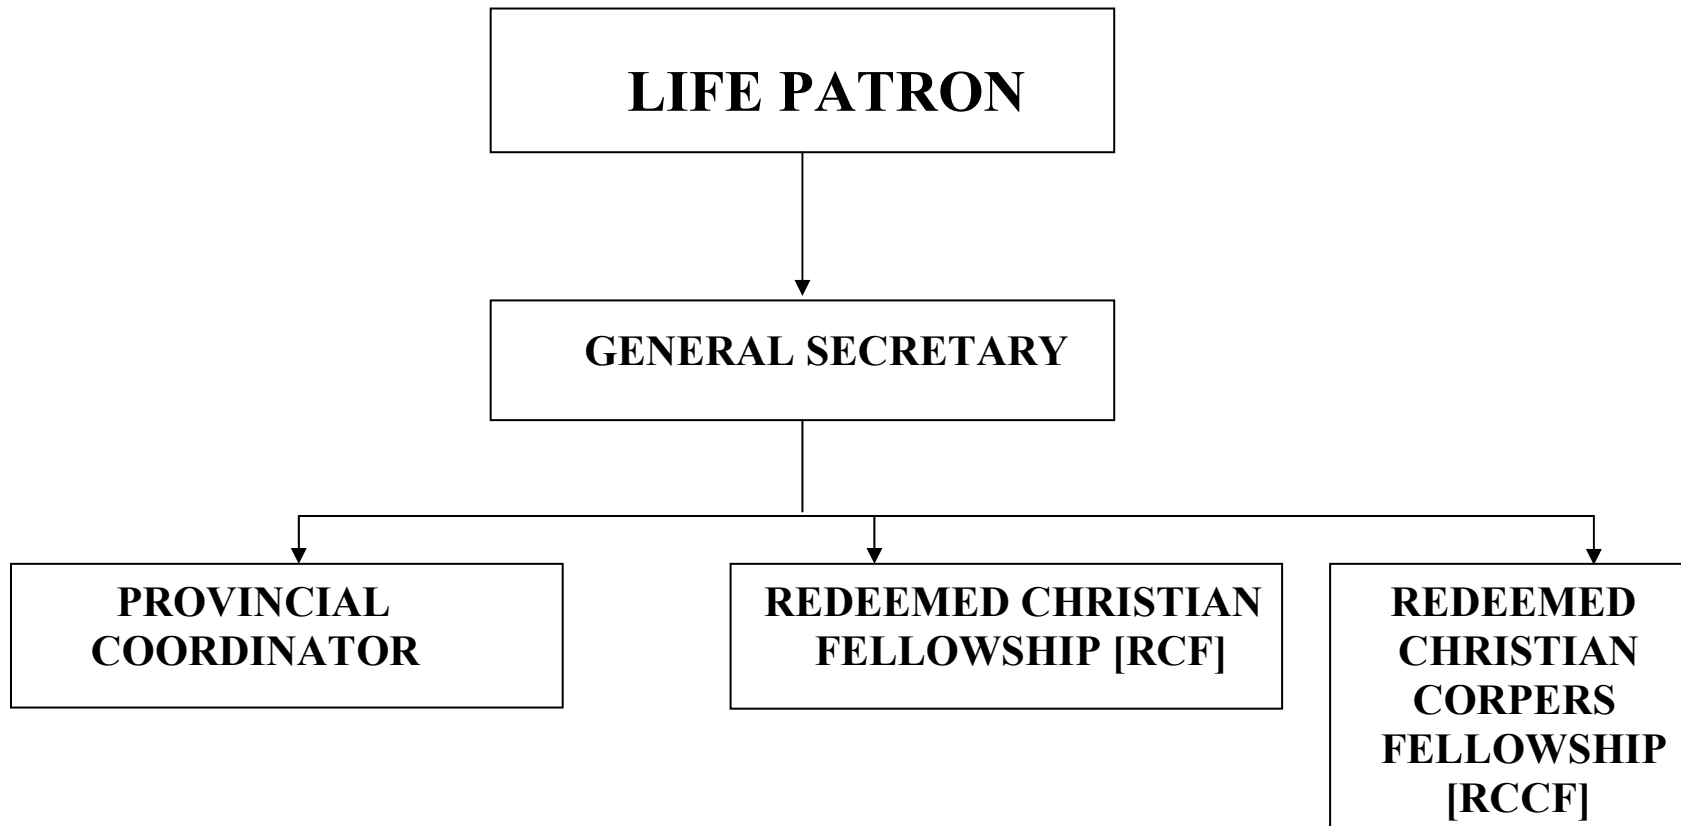 LIFE PATRON
GENERAL SECRETARY
PROVINCIAL
COORDINATOR
REDEEMED CHRISTIAN
FELLOWSHIP [RCF]
REDEEMED
CHRISTIAN
CORPERS
FELLOWSHIP
[RCCF]